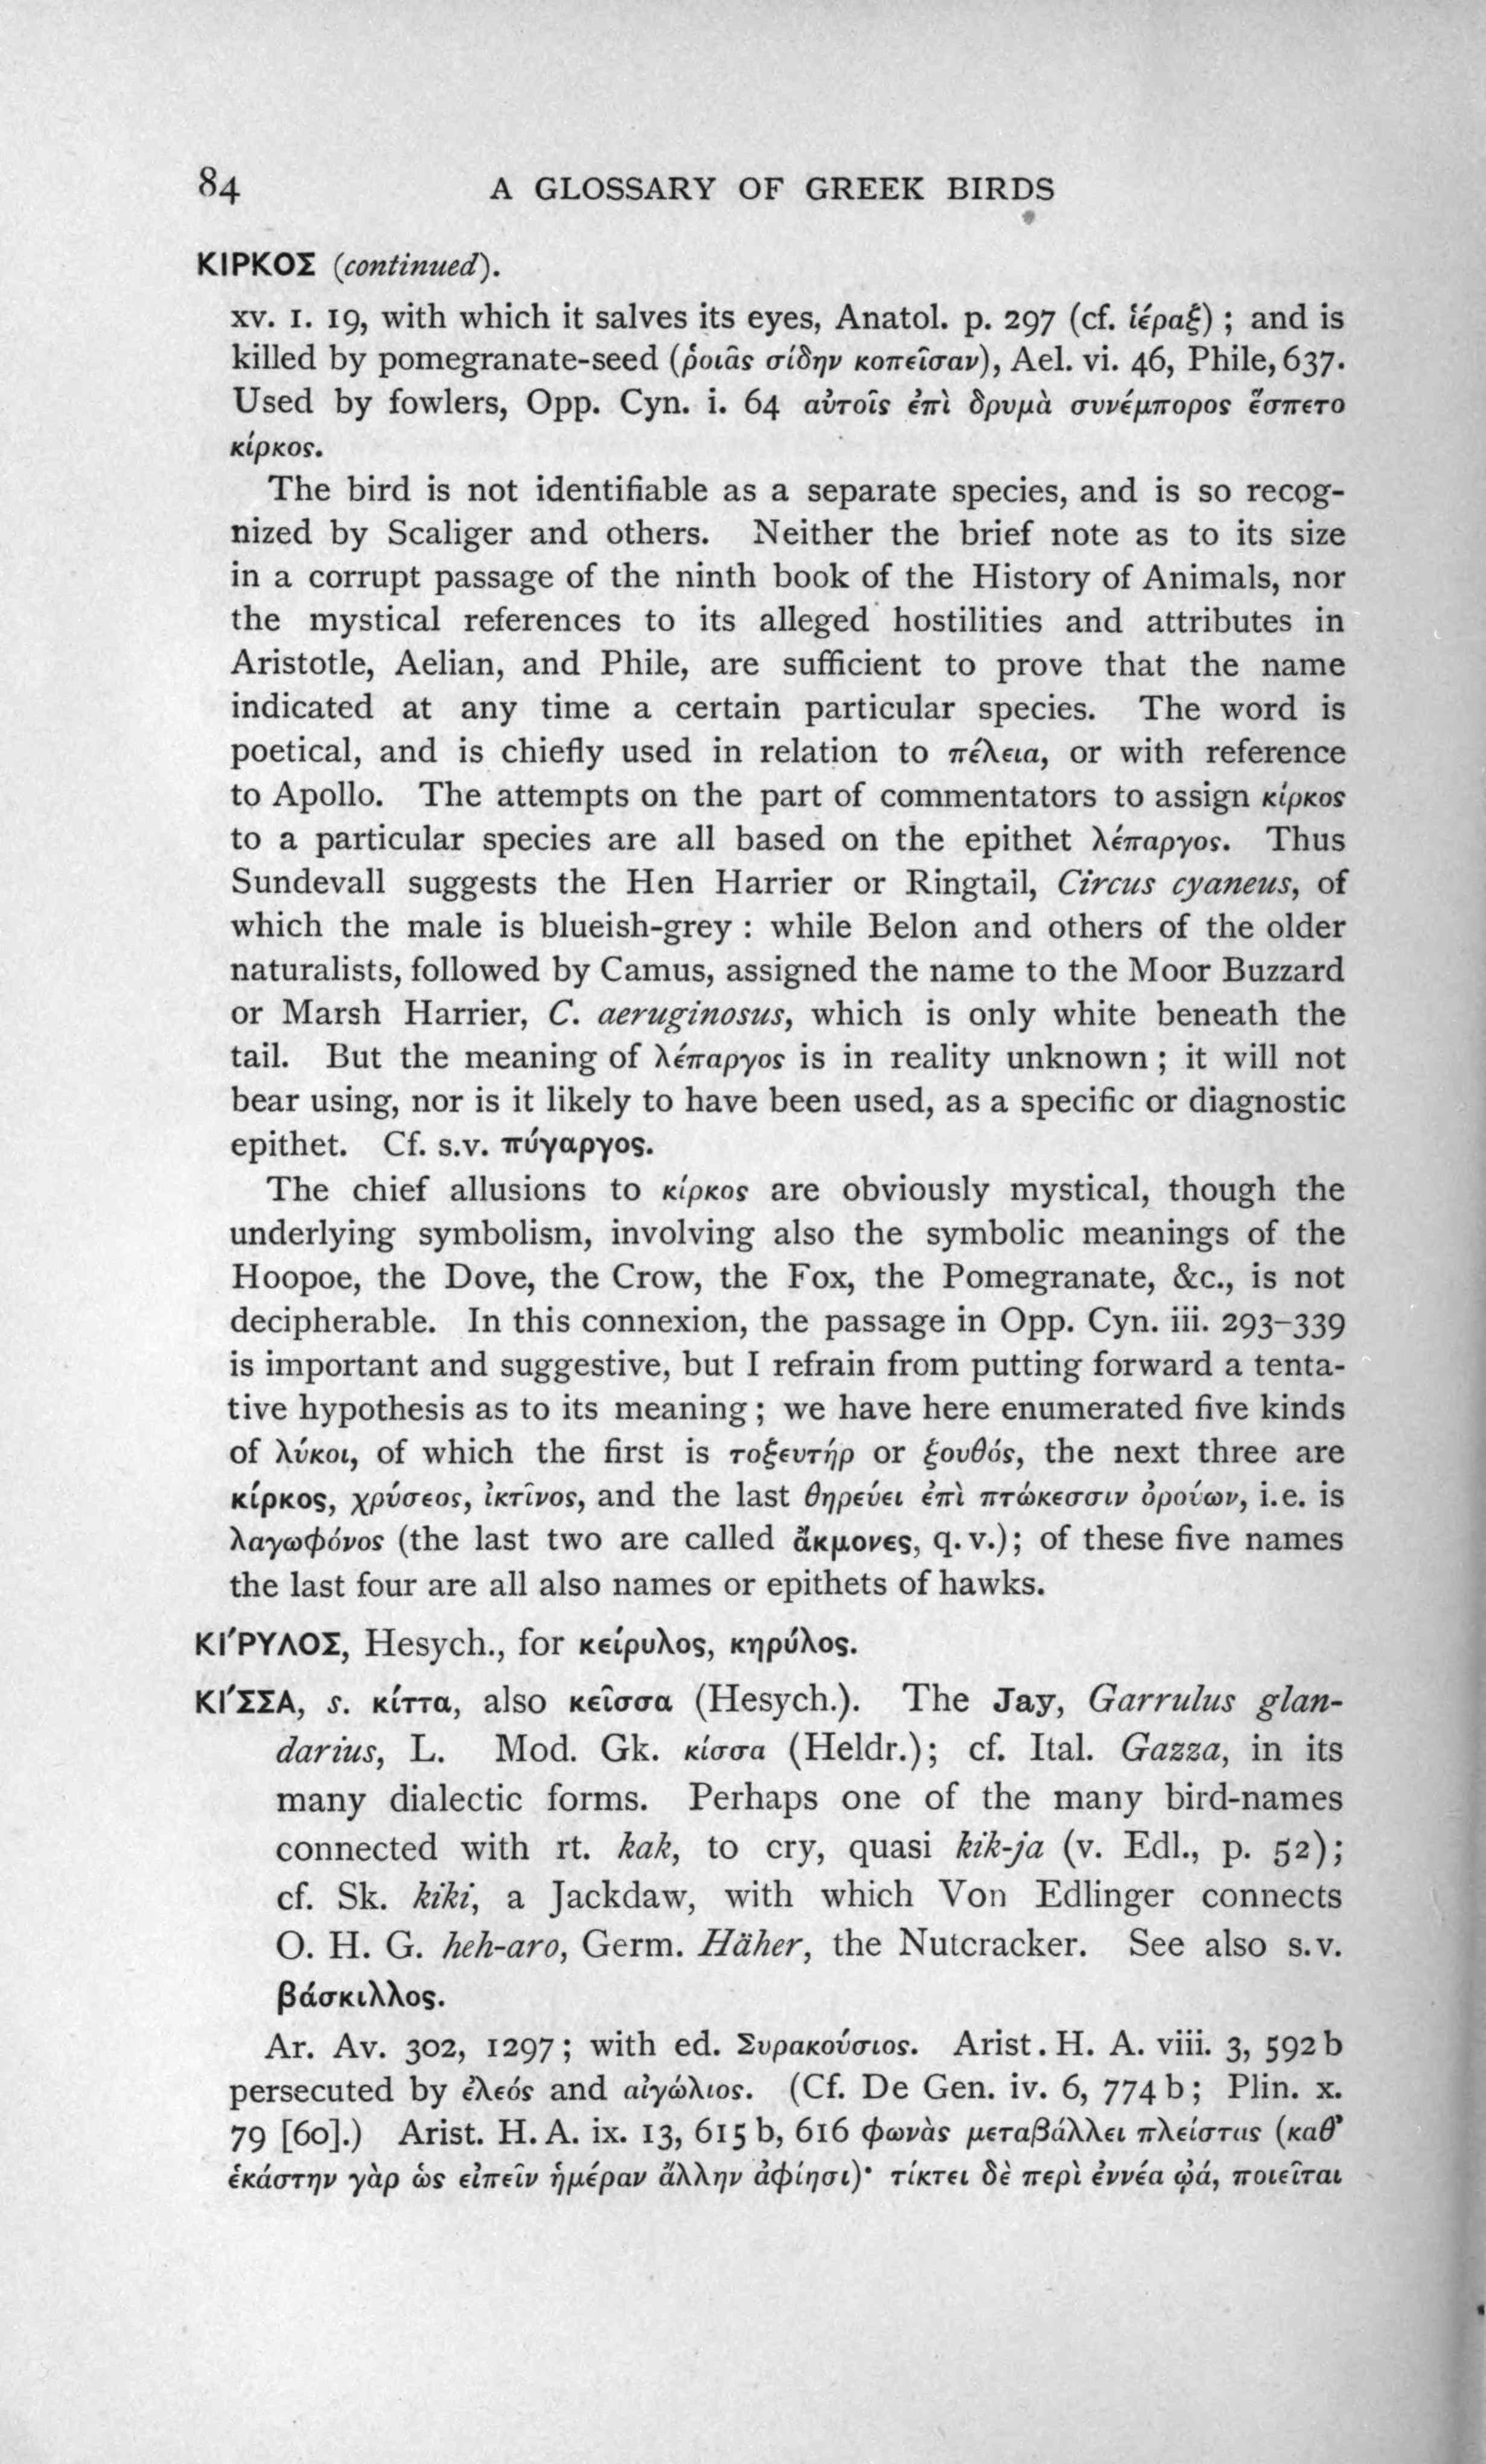 84 A GLOSSARY OF GREEK BIRDS
ΚΙΡΚΟΣ (continued).
xv. 1. 19, with which it salves its eyes, Anatol. p. 297 (cf. ἱέραξ) ; and is
killed by pomegranate-seed (ῥοιᾶς σίδην κοπεῖσαν), Ael. vi. 46, Phile, 637.
Used by fowlers, Opp. Cyn. i. 64 αὐτοῖς ἐπὶ δρυμὰ συνέμπορος ἕσπετο
κίρκος.
The bird is not identifiable as a separate species, and is so recog-
nized by Scaliger and others. Neither the brief note as to its size
in a corrupt passage of the ninth book of the History of Animals, nor
the mystical references to its alleged hostilities and attributes in
Aristotle, Aelian, and Phile, are sufficient to prove that the name
indicated at any time a certain particular species. The word is
poetical, and is chiefly used in relation to πέλεια, or with reference
to Apollo. The attempts on the part of commentators to assign κίρκος
to a particular species are all based on the epithet λέπαργος. Thus
Sundevall suggests the Hen Harrier or Ringtail, Circus cyaneus, of
which the male is blueish-grey : while Belon and others of the older
naturalists, followed by Camus, assigned the name to the Moor Buzzard
or Marsh Harrier, C. aeruginosus, which is only white beneath the
tail. But the meaning of λέπαργος is in reality unknown ; it will not
bear using, nor is it likely to have been used, as a specific or diagnostic
epithet. Cf. s.v. πύγαργος.
The chief allusions to κίρκος are obviously mystical, though the
underlying symbolism, involving also the symbolic meanings of the
Hoopoe, the Dove, the Crow, the Fox, the Pomegranate, &c., is not
decipherable. In this connexion, the passage in Opp. Cyn. iii. 293–339
is important and suggestive, but I refrain from putting forward a tenta-
tive hypothesis as to its meaning ; we have here enumerated five kinds
of λύκοι, of which the first is τοξευτήρ or ξουθός, the next three are
κίρκος, χρύσεος, ἰκτῖνος, and the last θηρεύει ἐπὶ πτώκεσσιν ὀρούων, i.e. is
λαγωφόνος (the last two are called ἄκμονες, q. v.); of these five names
the last four are all also names or epithets of hawks.
ΚΙ´ΡΥΛΟΣ, Hesych., for κείρυλος, κηρύλος.
ΚΙ´ΣΣΑ, s. κίττα, also κεῖσσα (Hesych.). The Jay, Garrulus glan-
darius, L. Mod. Gk. κίσσα (Heldr.); cf. Ital. Gazza, in its
many dialectic forms. Perhaps one of the many bird-names
connected with rt. kak, to cry, quasi kik-ja (v. Edl., p. 52);
cf. Sk. kiki, a Jackdaw, with which Von Edlinger connects
O. H. G. heh-aro, Germ. Häher, the Nutcracker. See also s.v.
βάσκιλλος.
Ar. Av. 302, 1297 ; with ed. Συρακούσιος. Arist. H. A. viii. 3, 592 b
persecuted by ἐλεός and αἰγώλιος. (Cf. De Gen. iv. 6, 774 b ; Plin. x.
79 [60].) Arist. H. A. ix. 13, 615 b, 616 φωνὰς μεταβάλλει πλείστας (καθ’
ἑκάστην γὰρ ὡς εἰπεῖν ἡμέραν ἄλλην ἀφίησι)· τίκτει δὲ περὶ ἐννέα ᾠά, ποιεῖται